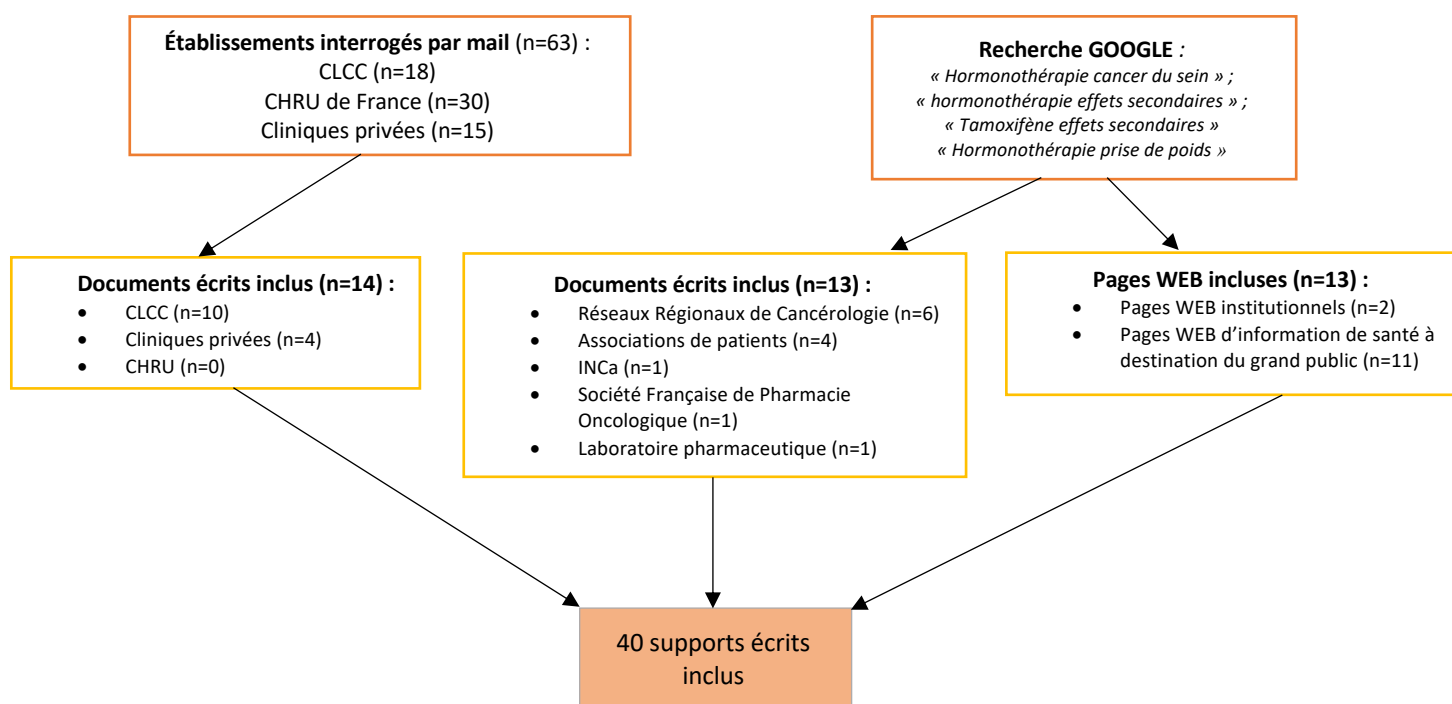 Établissements interrogés par mail (n=63) :
CLCC (n=18)
CHRU de France (n=30)
Cliniques privées (n=15)
Recherche GOOGLE :
« Hormonothérapie cancer du sein » ;
« hormonothérapie effets secondaires » ;
« Tamoxifène effets secondaires »
« Hormonothérapie prise de poids »
Documents écrits inclus (n=14) :
• CLCC (n=10)
• Cliniques privées (n=4)
• CHRU (n=0)
Documents écrits inclus (n=13) :
• Réseaux Régionaux de Cancérologie (n=6)
• Associations de patients (n=4)
• INCa (n=1)
• Société Française de Pharmacie
Oncologique (n=1)
• Laboratoire pharmaceutique (n=1)
Pages WEB incluses (n=13) :
• Pages WEB institutionnels (n=2)
• Pages WEB d’information de santé à
destination du grand public (n=11)
40 supports écrits
inclus